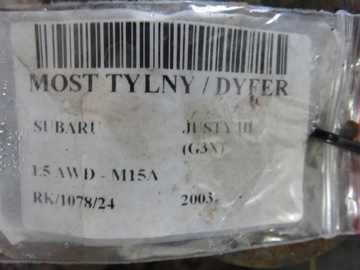 MOST TYLNY / DYFER
SUBARU JUSTY III
(G3X)
1.5 AWD - M15A
RK/1078/24 2003